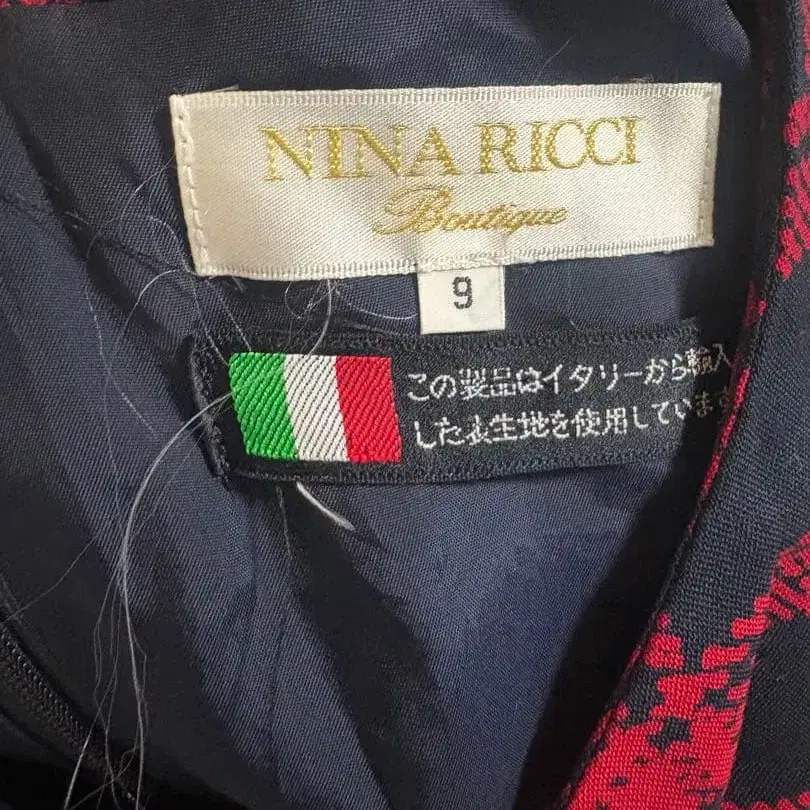 NINA RICCI
Boutique
9
この製品はイタリーから輸入
した表生地を使用しています